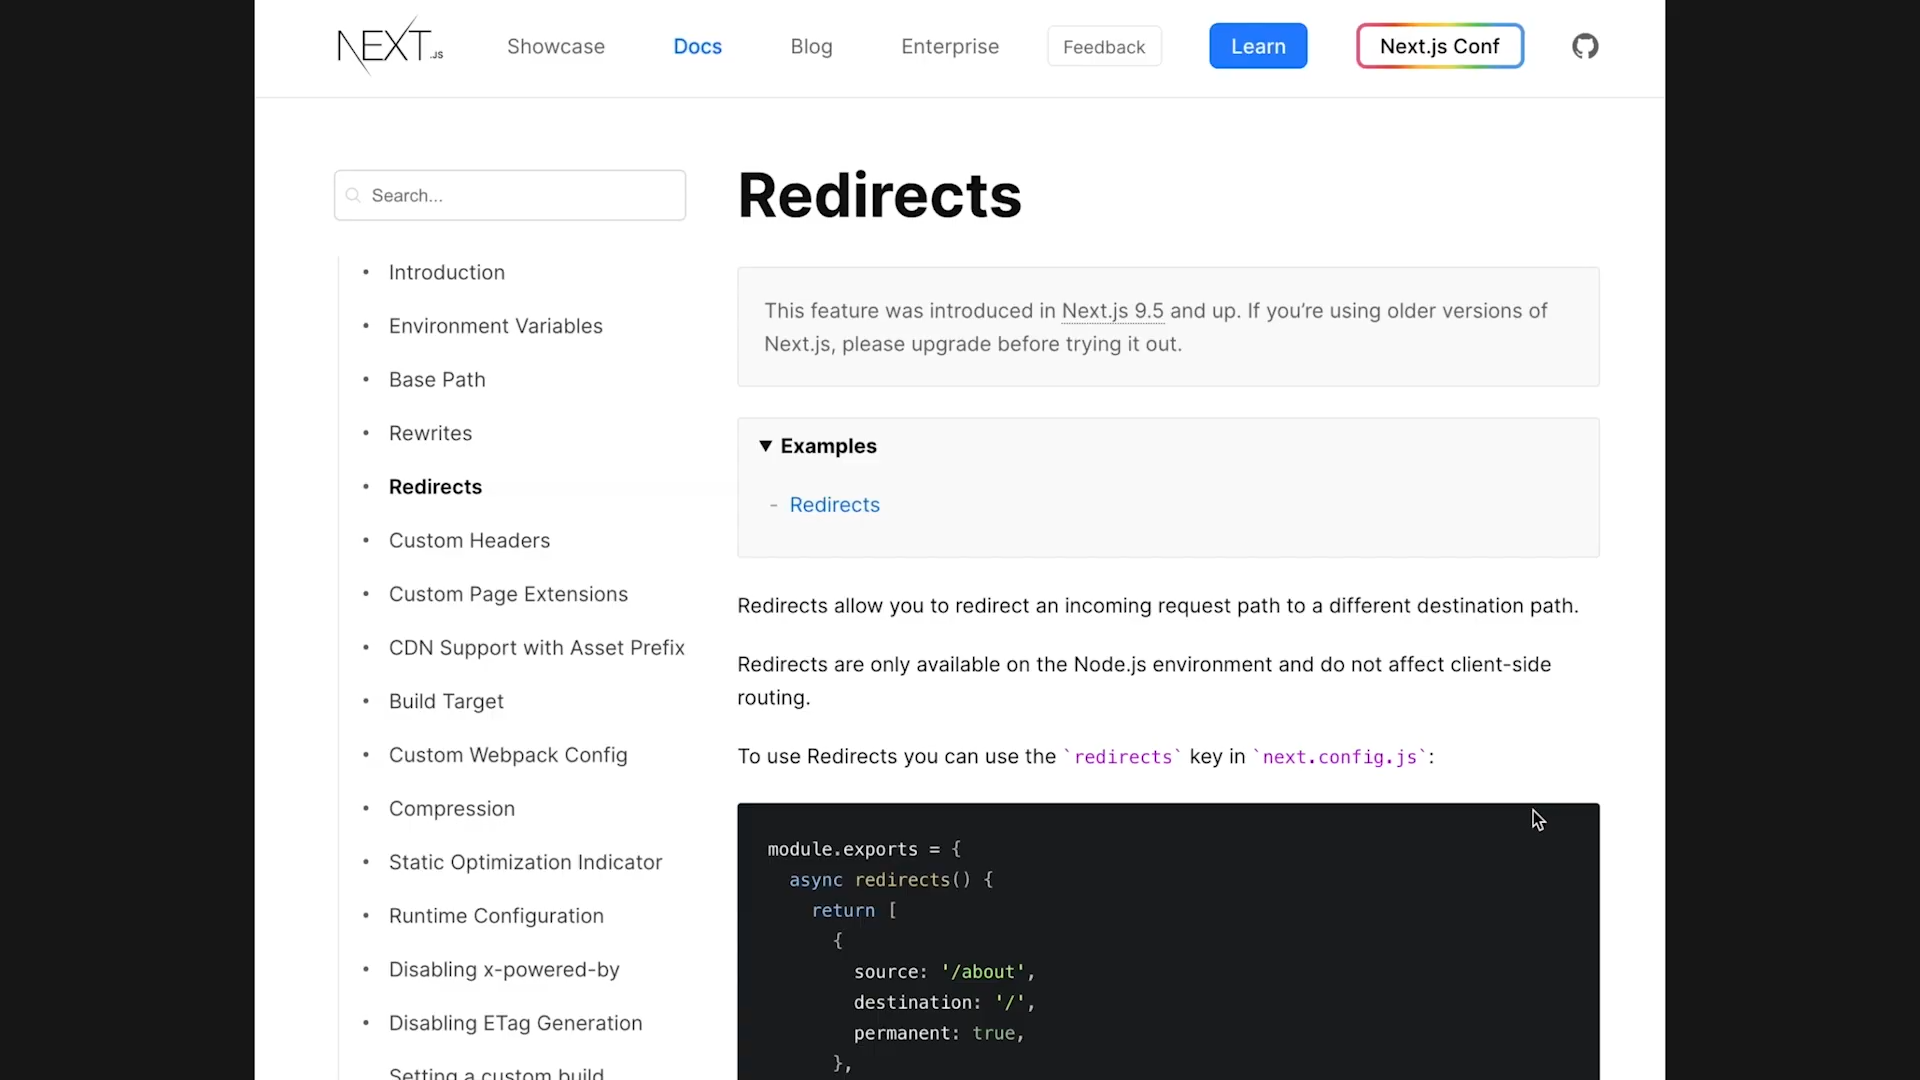 NEXT.JS
Showcase
Docs
Blog
Enterprise
Feedback
Learn
Next.js Conf
Search...
Introduction
Environment Variables
Base Path
Rewrites
Redirects
Custom Headers
Custom Page Extensions
CDN Support with Asset Prefix
Build Target
Custom Webpack Config
Compression
Static Optimization Indicator
Runtime Configuration
Disabling x-powered-by
Disabling ETag Generation
Setting a custom build
Redirects
This feature was introduced in Next.js 9.5 and up. If you’re using older versions of
Next.js, please upgrade before trying it out.
▼ Examples
- Redirects
Redirects allow you to redirect an incoming request path to a different destination path.
Redirects are only available on the Node.js environment and do not affect client-side
routing.
To use Redirects you can use the `redirects` key in `next.config.js`:
module.exports = {
  async redirects() {
    return [
      {
        source: '/about',
        destination: '/',
        permanent: true,
      },